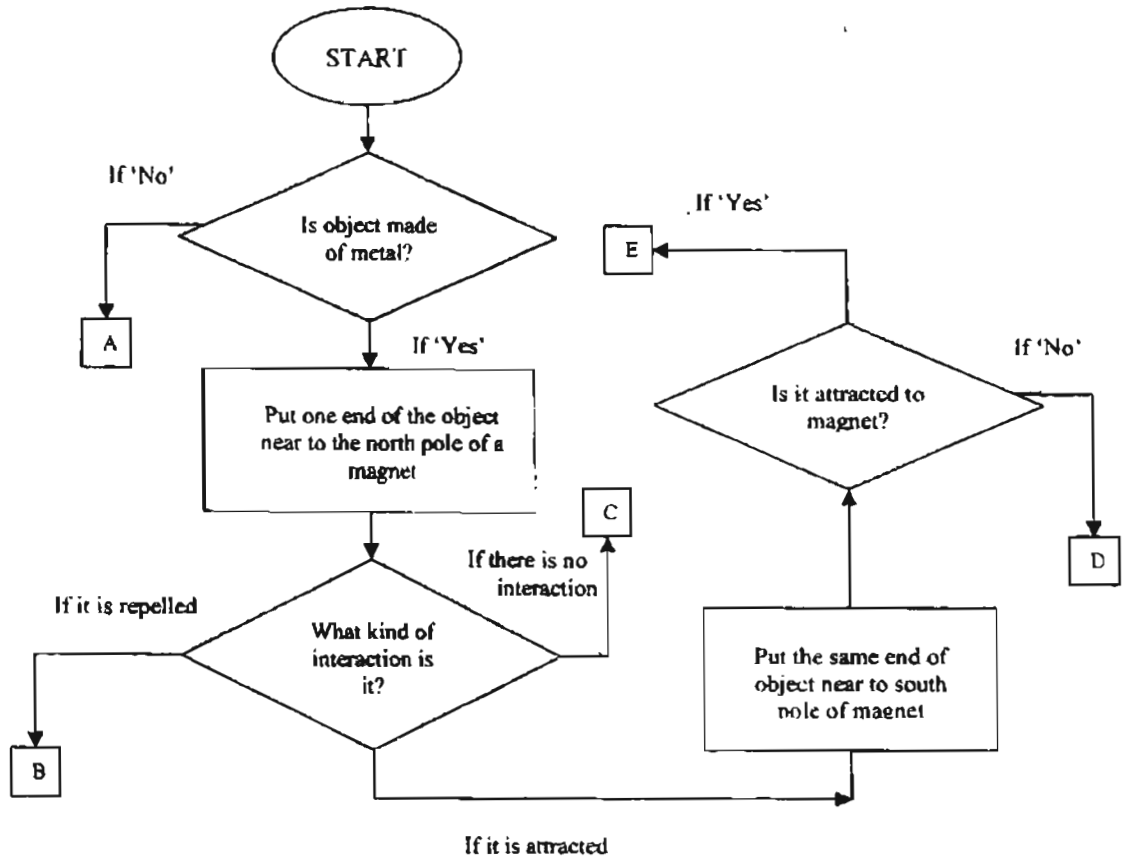 START
If 'No'
Is object made
of metal?
A
If 'Yes'
Put one end of the object
near to the north pole of a
magnet
If there is no
interaction
C
If it is repelled
What kind of
interaction is
it?
B
If it is attracted
Put the same end of
object near to south
pole of magnet
Is it attracted to
magnet?
If 'Yes'
E
If 'No'
D